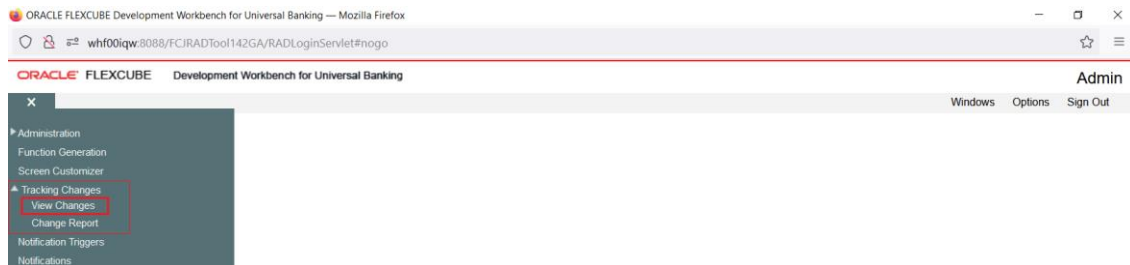 ORACLE FLEXCUBE Development Workbench for Universal Banking — Mozilla Firefox
whf00iqw:8088/FCJRADTool142GA/RADLoginServlet#nogo
ORACLE FLEXCUBE Development Workbench for Universal Banking
Admin
Windows Options Sign Out
Administration
Function Generation
Screen Customizer
Tracking Changes
View Changes
Change Report
Notification Triggers
Notifications